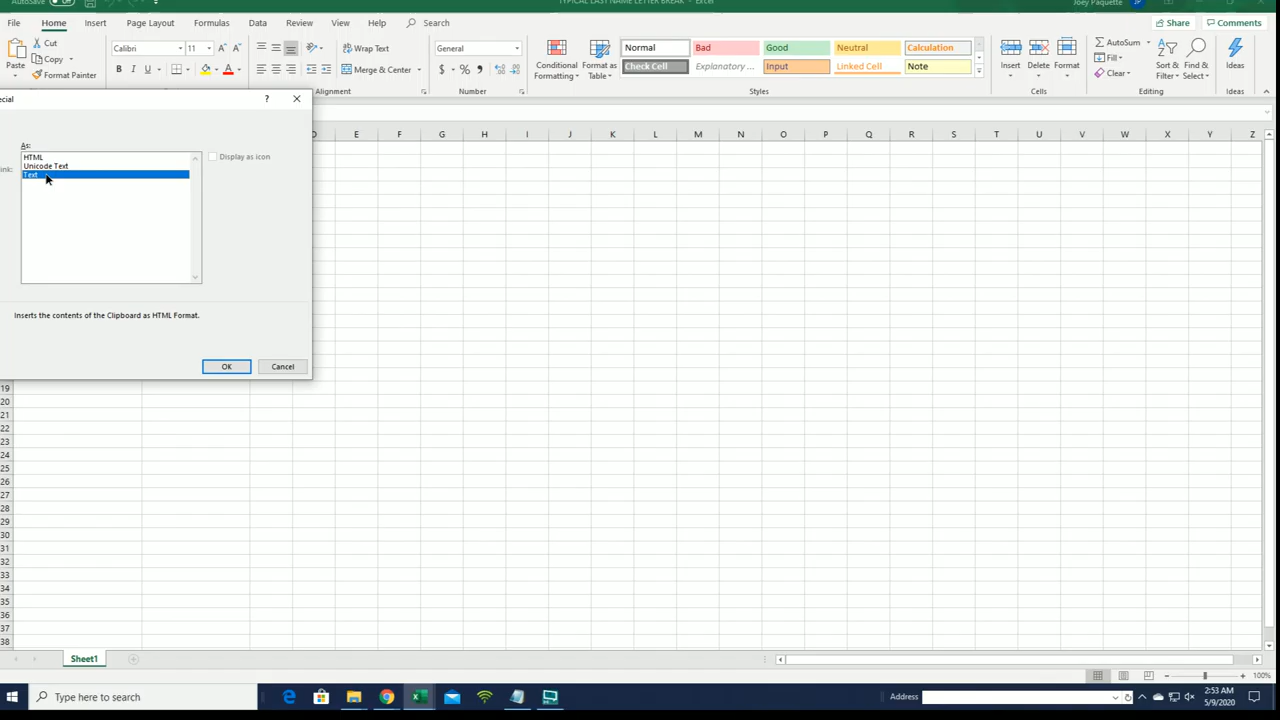 AutoSave
TYPICAL LAST NAME LETTER BREAK - Excel
Joey Paquette
JP
File Home Insert Page Layout Formulas Data Review View Help Search
Share Comments
Paste
Cut
Copy
Format Painter
Calibri 11
B I U
Wrap Text
Merge & Center
Alignment
General
$ % ,
Number
Conditional Formatting
Format as Table
Normal Bad Good Neutral Calculation
Check Cell Explanatory ... Input Linked Cell Note
Styles
Insert Delete Format
Cells
AutoSum
Fill
Clear
Sort & Filter
Find & Select
Editing
Ideas
Ideas
ecial
?
As:
HTML
Unicode Text
Text
ink:
Display as icon
Inserts the contents of the Clipboard as HTML Format.
OK Cancel
D E F G H I J K L M N O P Q R S T U V W X Y Z
19
20
21
22
23
24
25
26
27
28
29
30
31
32
33
34
35
36
37
38
Sheet1
100%
Type here to search
Address
2:53 AM
5/9/2020